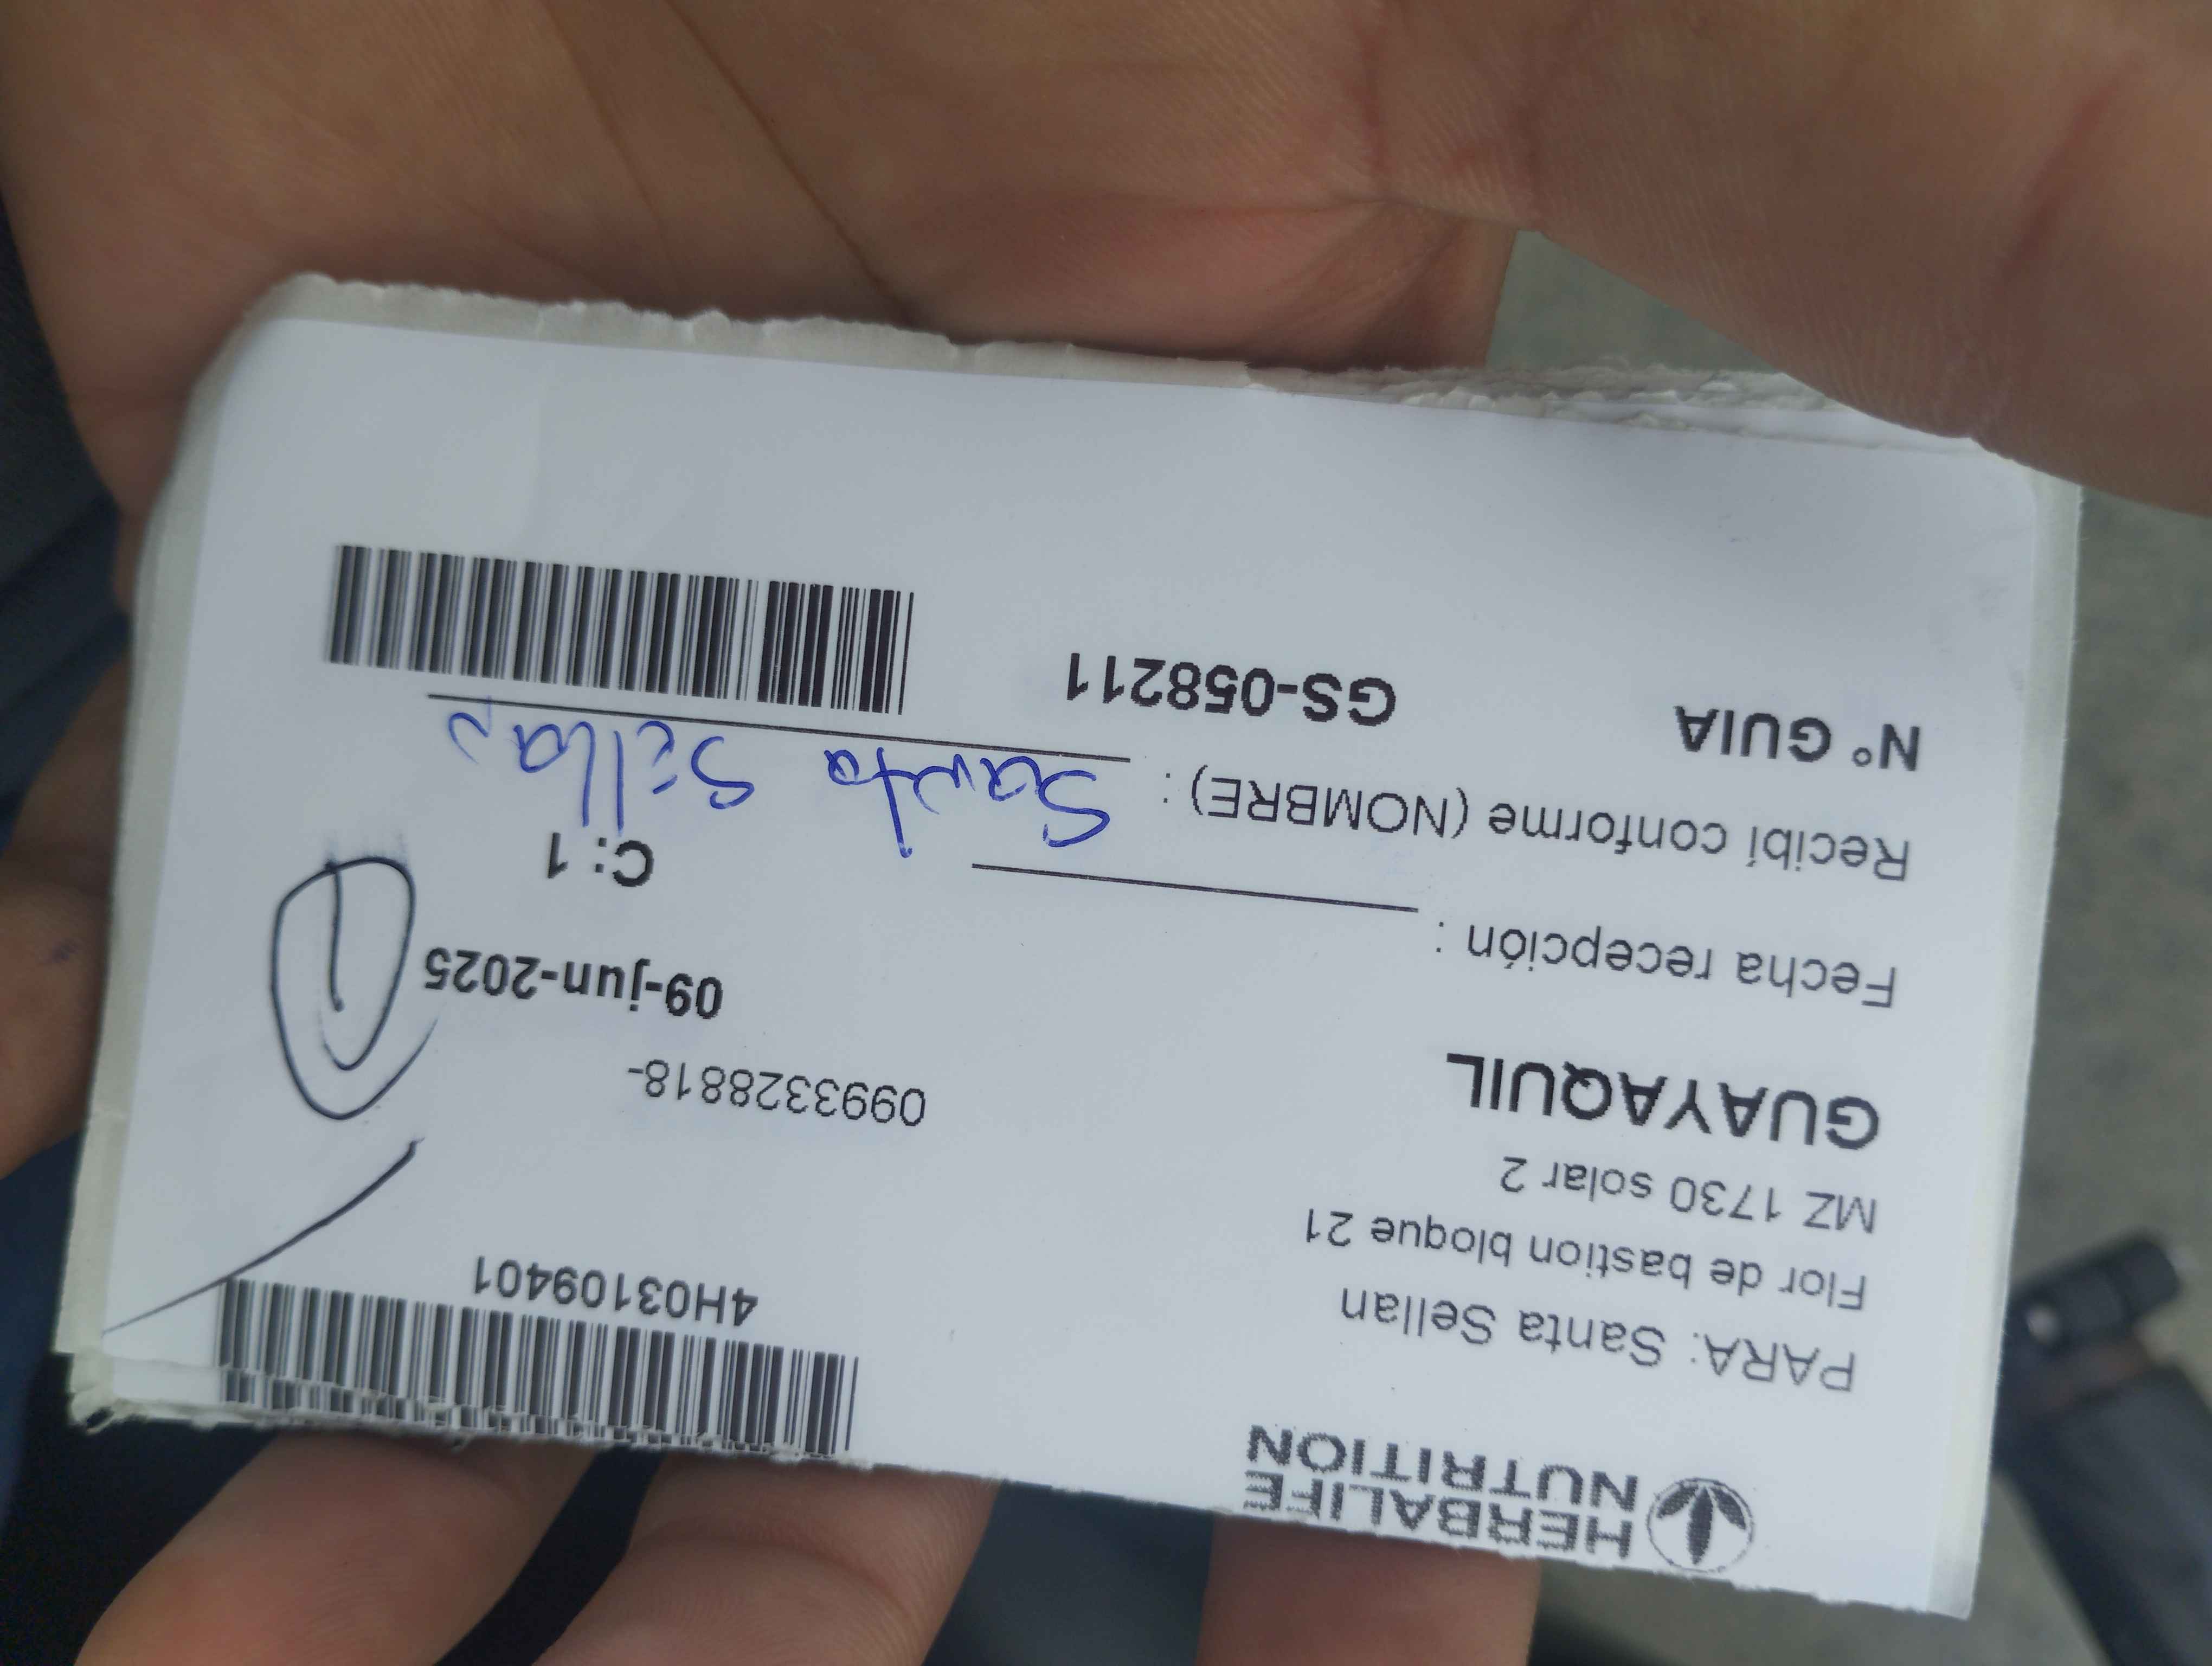 HERBALIFE
NUTRITION
4H03109401
PARA: Santa Sellan
Flor de bastion bloque 21
MZ 1730 solar 2
0993328818-
GUAYAQUIL
09-jun-2025
1
Fecha recepción :
C: 1
Recibí conforme (NOMBRE) : Santa Sellan
N° GUIA GS-058211